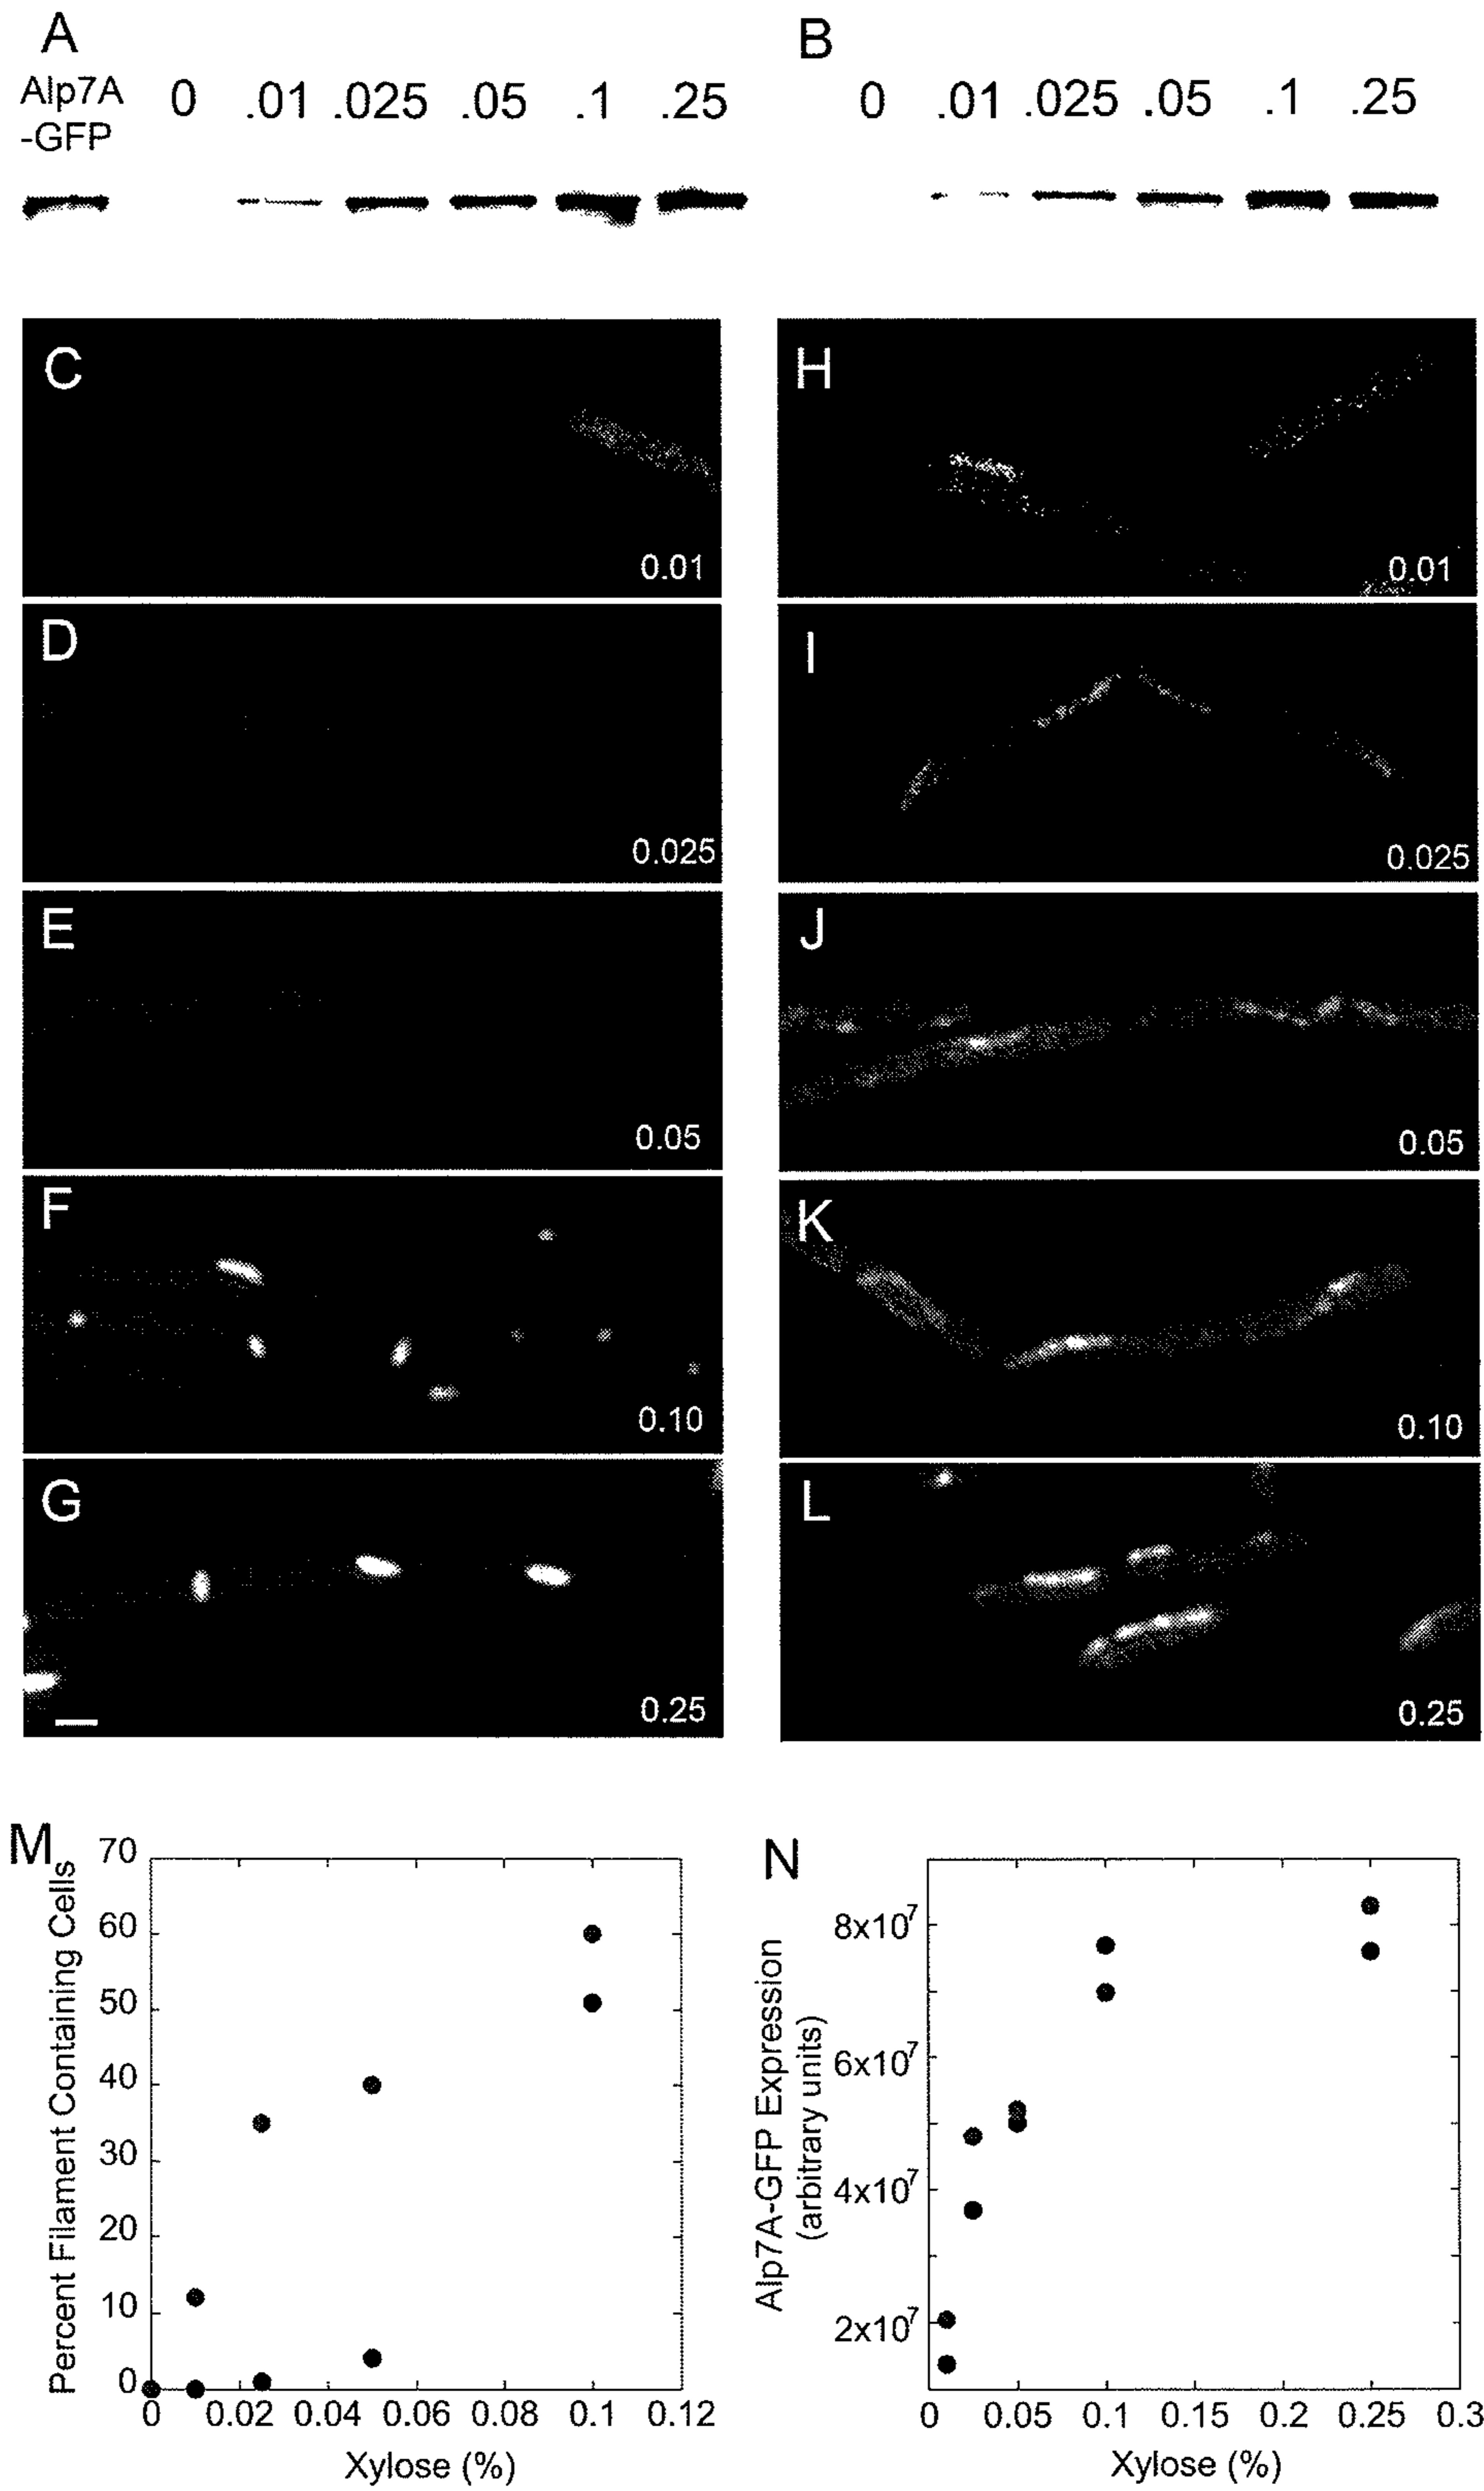 A
B
Alp7A
-GFP
0 .01 .025 .05 .1 .25
0 .01 .025 .05 .1 .25
C
0.01
H
0.01
D
0.025
I
0.025
E
0.05
J
0.05
F
0.10
K
0.10
G
0.25
L
0.25
M
70
60
50
40
30
20
10
0
Percent Filament Containing Cells
0 0.02 0.04 0.06 0.08 0.1 0.12
Xylose (%)
N
8x10⁷
6x10⁷
4x10⁷
2x10⁷
Alp7A-GFP Expression
(arbitrary units)
0 0.05 0.1 0.15 0.2 0.25 0.3
Xylose (%)